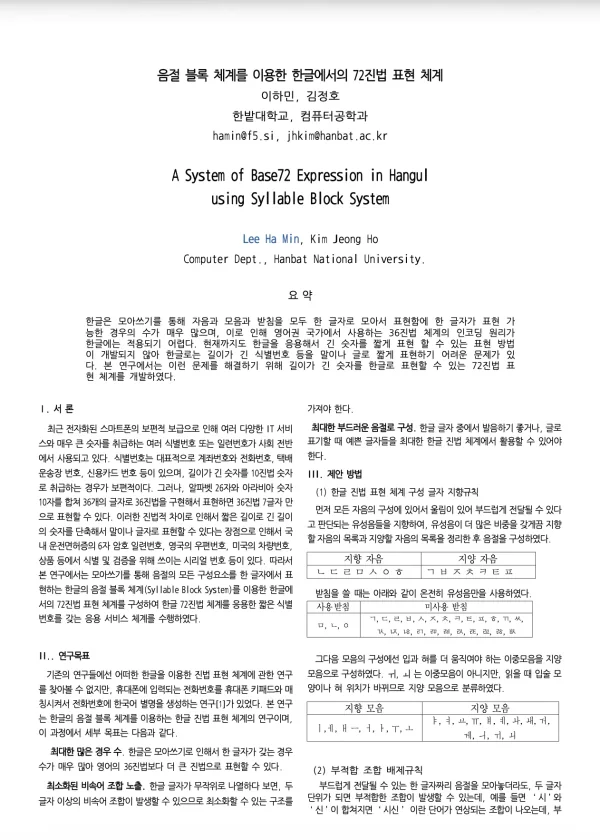 음절 블록 체계를 이용한 한글에서의 72진법 표현 체계
이하민, 김정호
한밭대학교, 컴퓨터공학과
hamin@f5.si, jhkim@hanbat.ac.kr
A System of Base72 Expression in Hangul
using Syllable Block System
Lee Ha Min, Kim Jeong Ho
Computer Dept., Hanbat National University.
요 약
한글은 모아쓰기를 통해 자음과 모음과 받침을 모두 한 글자로 모아서 표현함에 한 글자가 표현 가
능한 경우의 수가 매우 많으며, 이로 인해 영어권 국가에서 사용하는 36진법 체계의 인코딩 원리가
한글에는 적용되기 어렵다. 현재까지도 한글을 응용해서 긴 숫자를 짧게 표현 할 수 있는 표현 방법
이 개발되지 않아 한글로는 길이가 긴 식별번호 등을 말이나 글로 짧게 표현하기 어려운 문제가 있
다. 본 연구에서는 이런 문제를 해결하기 위해 길이가 긴 숫자를 한글로 표현할 수 있는 72진법 표
현 체계를 개발하였다.
Ⅰ. 서 론
최근 전자화된 스마트폰의 보편적 보급으로 인해 여러 다양한 IT 서비
스와 매우 큰 숫자를 취급하는 여러 식별번호 또는 일련번호가 사회 전반
에서 사용되고 있다. 식별번호는 대표적으로 계좌번호와 전화번호, 택배
운송장 번호, 신용카드 번호 등이 있으며, 길이가 긴 숫자를 10진법 숫자
로 취급하는 경우가 보편적이다. 그러나, 알파벳 26자와 아라비아 숫자
10자를 합쳐 36개의 글자로 36진법을 구현해서 표현하면 36진법 7글자 만
으로 표현할 수 있다. 이러한 진법적 차이로 인해서 짧은 길이로 긴 길이
의 숫자를 단축해서 말이나 글자로 표현할 수 있다는 장점으로 인해서 국
내 운전면허증의 6자 암호 일련번호, 영국의 우편번호, 미국의 차량번호,
상품 등에서 식별 및 검증을 위해 쓰이는 시리얼 번호 등이 있다. 따라서
본 연구에서는 모아쓰기를 통해 음절의 모든 구성요소를 한 글자에서 표
현하는 한글의 음절 블록 체계(Syllable Block System)를 이용한 한글에
서의 72진법 표현 체계를 구성하여 한글 72진법 체계를 응용한 짧은 식별
번호를 갖는 응용 서비스 체계를 수행하였다.
Ⅱ.. 연구목표
기존의 연구들에선 어떠한 한글을 이용한 진법 표현 체계에 관한 연구
를 찾아볼 수 없지만, 휴대폰에 입력되는 전화번호를 휴대폰 키패드와 매
칭시켜서 전화번호에 한국어 별명을 생성하는 연구[1]가 있었다. 본 연구
는 한글의 음절 블록 체계를 이용하는 한글 진법 표현 체계의 연구이며,
이 과정에서 세부 목표는 다음과 같다.
최대한 많은 경우 수. 한글은 모아쓰기로 인해서 한 글자가 갖는 경우
수가 매우 많아 영어의 36진법보다 더 큰 진법으로 표현할 수 있다.
최소화된 비속어 조합 노출. 한글 글자가 무작위로 나열하다 보면, 두
글자 이상의 비속어 조합이 발생할 수 있으므로 최소화할 수 있는 구조를
가져야 한다.
최대한 부드러운 음절로 구성. 한글 글자 중에서 발음하기 좋거나, 글로
표기할 때 예쁜 글자들을 최대한 한글 진법 체계에서 활용할 수 있어야
한다.
III. 제안 방법
(1) 한글 진법 표현 체계 구성 글자 지향규칙
먼저 모든 자음의 구성에 있어서 울림이 있어 부드럽게 전달될 수 있다
고 판단되는 유성음들을 지향하여, 유성음이 더 많은 비중을 갖게끔 지향
할 자음의 목록과 지양할 자음의 목록을 정리한 후 음절을 구성하였다.
지향 자음 지양 자음
ㄴ ㄷ ㄹ ㅁ ㅅ ㅇ ㅎ ㄱ ㅂ ㅈ ㅊ ㅋ ㅌ ㅍ
받침을 쓸 때는 아래와 같이 온전히 유성음만을 사용하였다.
사용 받침 미사용 받침
ㅁ, ㄴ, ㅇ
그다음 모음의 구성에선 입과 혀를 더 움직여야 하는 이중모음을 지양
모음으로 구성하였다. ㅟ, ㅚ 는 이중모음이 아니지만, 읽을 때 입술 모
양이나 혀 위치가 바뀌므로 지양 모음으로 분류하였다.
지향 모음 지양 모음
ㅣ,ㅔ,ㅐ ㅡ, ㅓ, ㅏ, ㅜ, ㅗ
(2) 부적합 조합 배제규칙
부드럽게 전달될 수 있는 한 글자짜리 음절을 모아놓더라도, 두 글자
단위가 되면 부적합한 조합이 발생할 수 있는데, 예를 들면 '시'와
'신'이 합쳐지면 '시신' 이란 단어가 연상되는 조합이 나오는데, 부